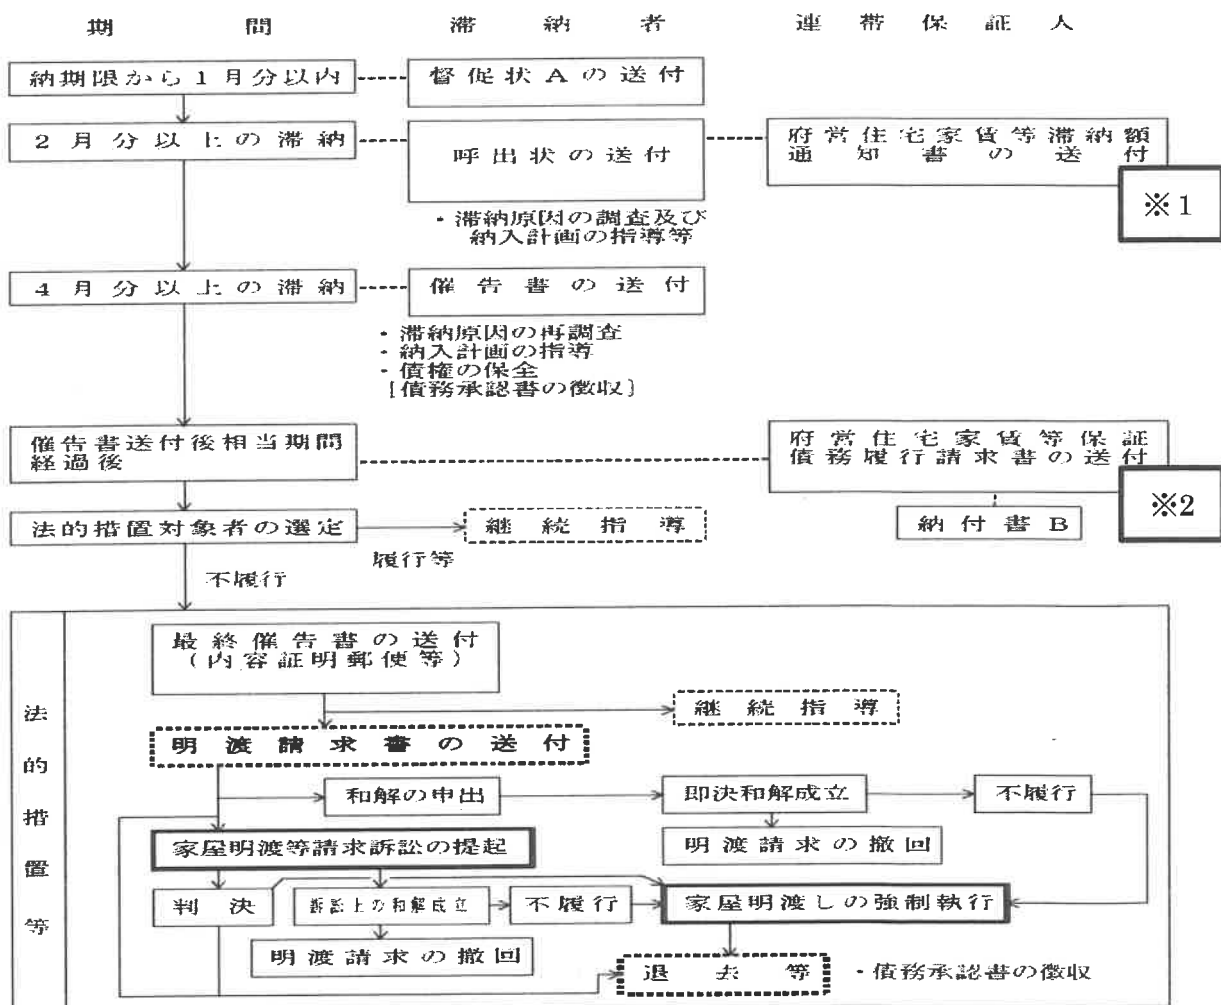 期間 滞納者 連帯保証人
納期限から1月分以内
督促状Aの送付
2月分以上の滞納
呼出状の送付
府営住宅家賃等滞納額
通知書の送付
※1
・滞納原因の調査及び
納入計画の指導等
4月分以上の滞納
催告書の送付
・滞納原因の再調査
・納入計画の指導
・債権の保全
[債務承認書の徴収]
催告書送付後相当期間
経過後
府営住宅家賃等保証
債務履行請求書の送付
※2
納付書B
法的措置対象者の選定
継続指導
履行等
不履行
法的措置等
最終催告書の送付
(内容証明郵便等)
継続指導
明渡請求書の送付
和解の申出
即決和解成立
不履行
明渡請求の撤回
家屋明渡等請求訴訟の提起
判決
訴訟上の和解成立
不履行
家屋明渡しの強制執行
明渡請求の撤回
退去等
・債務承認書の徴収